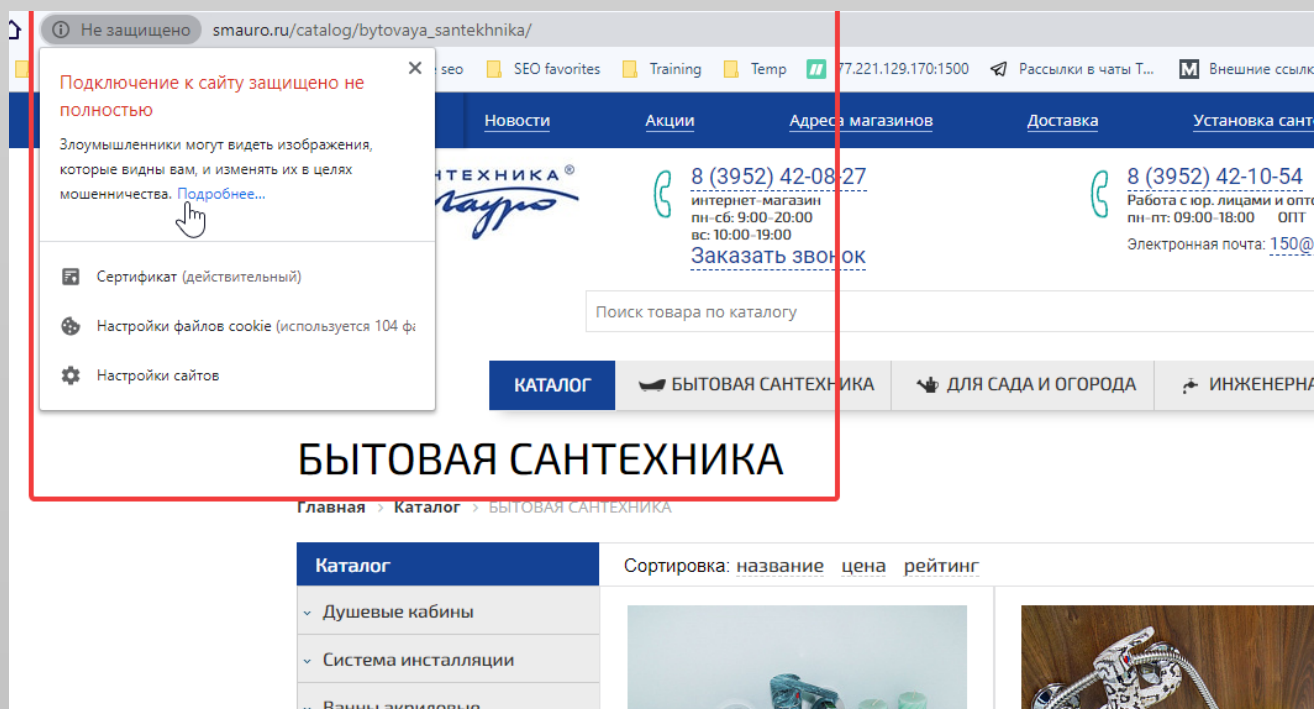 Не защищено smauro.ru/catalog/bytovaya_santekhnika/
seo SEO favorites Training Temp 77.221.129.170:1500 Рассылки в чаты Т... Внешние ссылк
Подключение к сайту защищено не
полностью
Злоумышленники могут видеть изображения,
которые видны вам, и изменять их в целях
мошенничества. Подробнее...
Сертификат (действительный)
Настройки файлов cookie (используется 104 фа
Настройки сайтов
Новости Акции Адреса магазинов Доставка Установка сант
НТЕХНИКА®
Мауро
8 (3952) 42-08-27
интернет-магазин
пн-сб: 9:00-20:00
вс: 10:00-19:00
Заказать звонок
8 (3952) 42-10-54
Работа с юр. лицами и опто
пн-пт: 09:00-18:00 ОПТ
Электронная почта: 150@
Поиск товара по каталогу
КАТАЛОГ БЫТОВАЯ САНТЕХНИКА ДЛЯ САДА И ОГОРОДА ИНЖЕНЕРНА
БЫТОВАЯ САНТЕХНИКА
Главная > Каталог > БЫТОВАЯ САНТЕХНИКА
Каталог
Душевые кабины
Система инсталляции
Ванны акриловые
Сортировка: название цена рейтинг